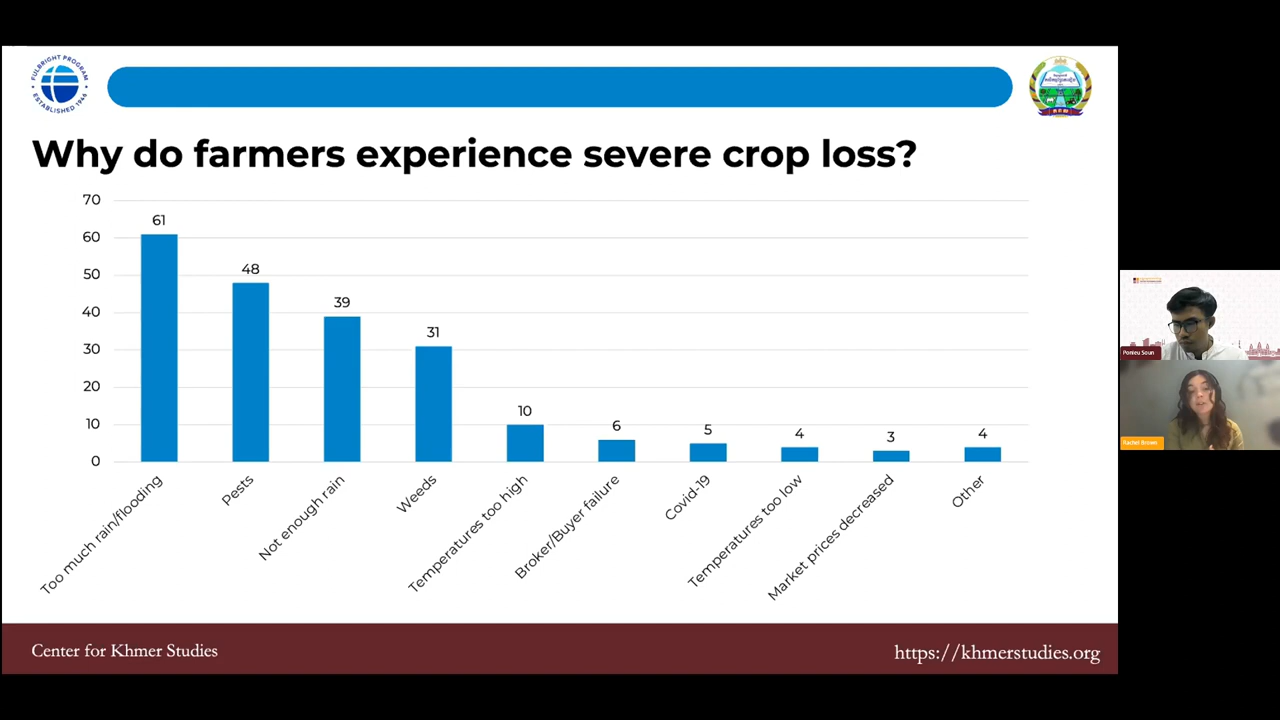 FULBRIGHT PROGRAM
ESTABLISHED 1946
Why do farmers experience severe crop loss?
70
60
50
40
30
20
10
0
61
48
39
31
10
6
5
4
3
4
Too much rain/flooding
Pests
Not enough rain
Weeds
Temperatures too high
Broker/Buyer failure
Covid-19
Temperatures too low
Market prices decreased
Other
Center for Khmer Studies
https://khmerstudies.org
Ponleu Soun
Rachel Brown